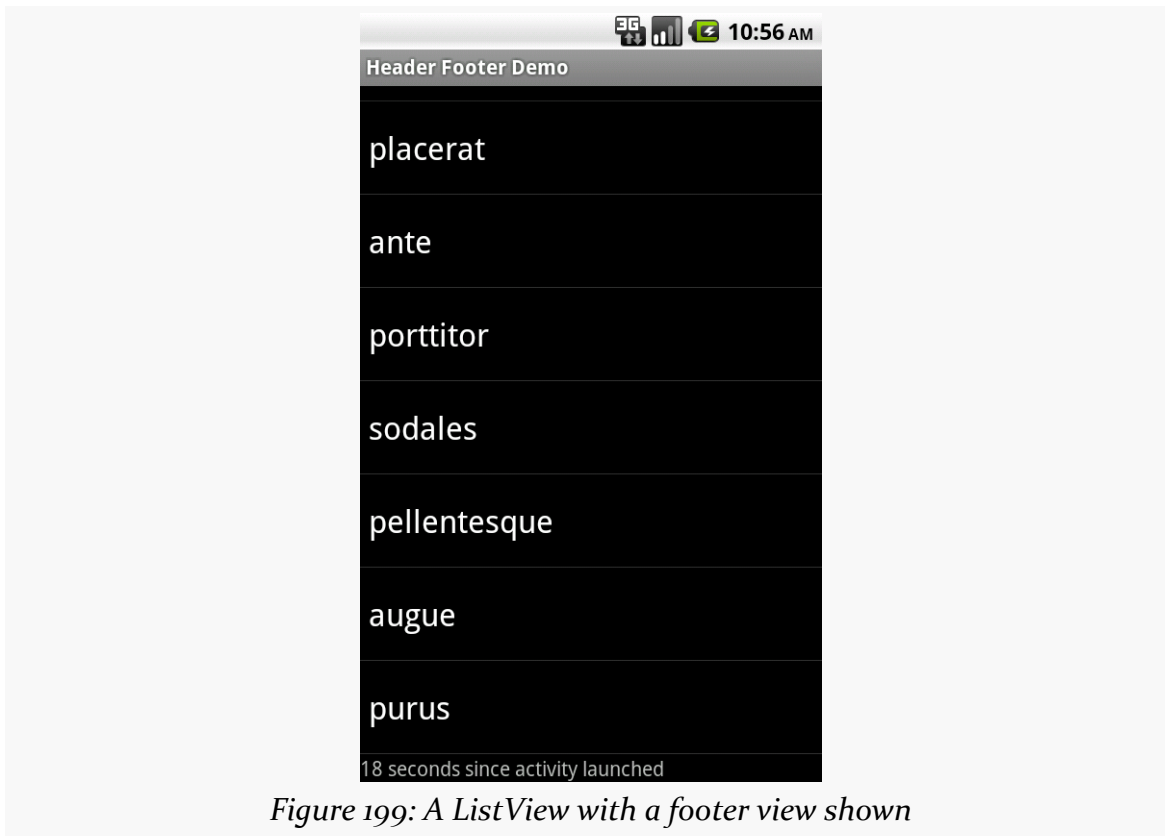 3G 10:56 AM
Header Footer Demo
placerat
ante
porttitor
sodales
pellentesque
augue
purus
18 seconds since activity launched
Figure 199: A ListView with a footer view shown